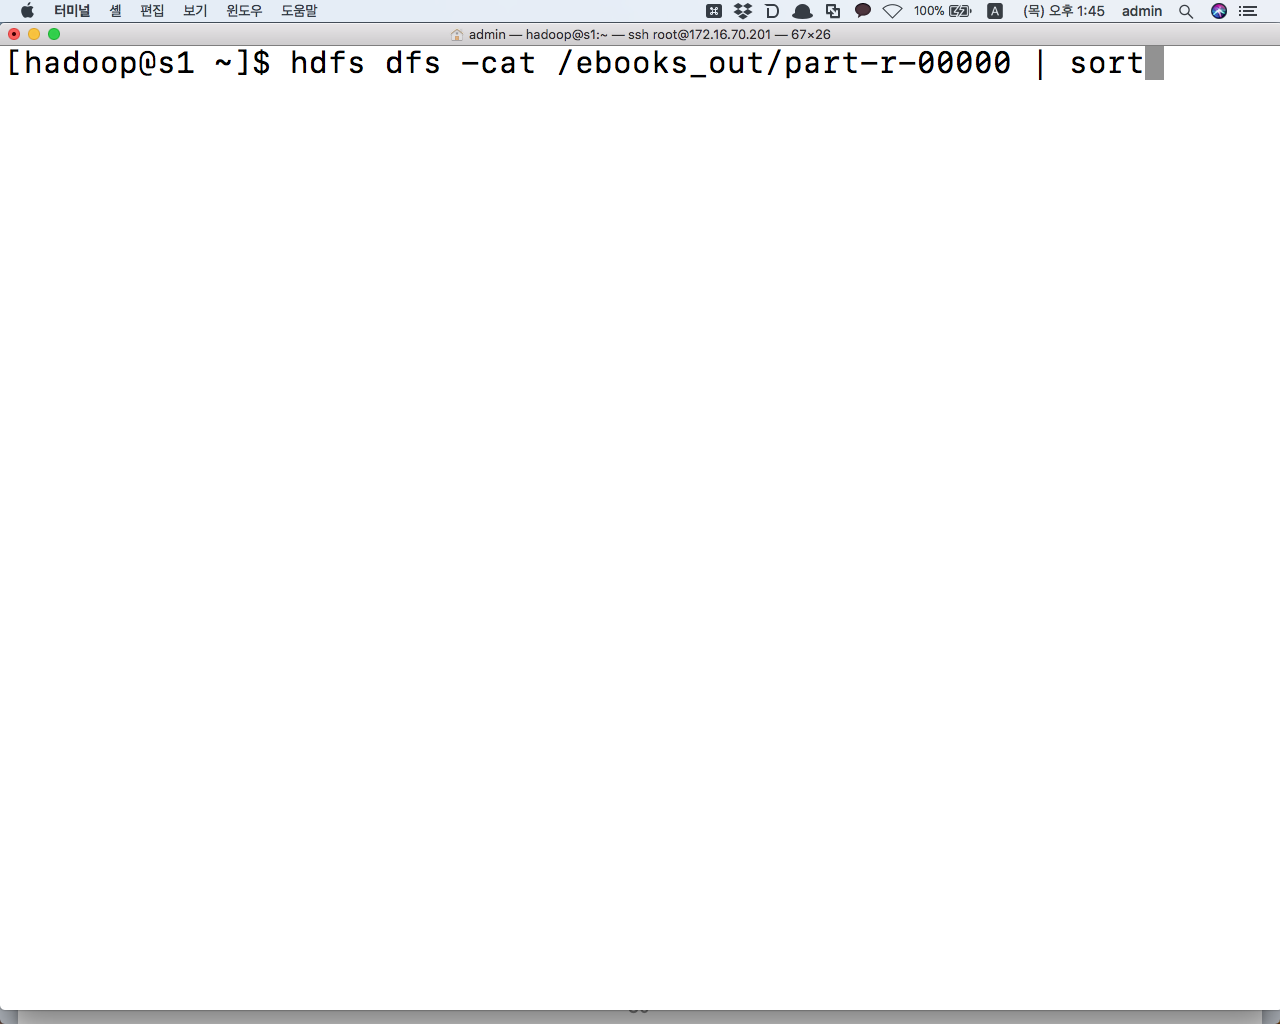 터미널 셸 편집 보기 윈도우 도움말 100% A (목) 오후 1:45 admin
admin — hadoop@s1:~ — ssh root@172.16.70.201 — 67×26
[hadoop@s1 ~]$ hdfs dfs -cat /ebooks_out/part-r-00000 | sort